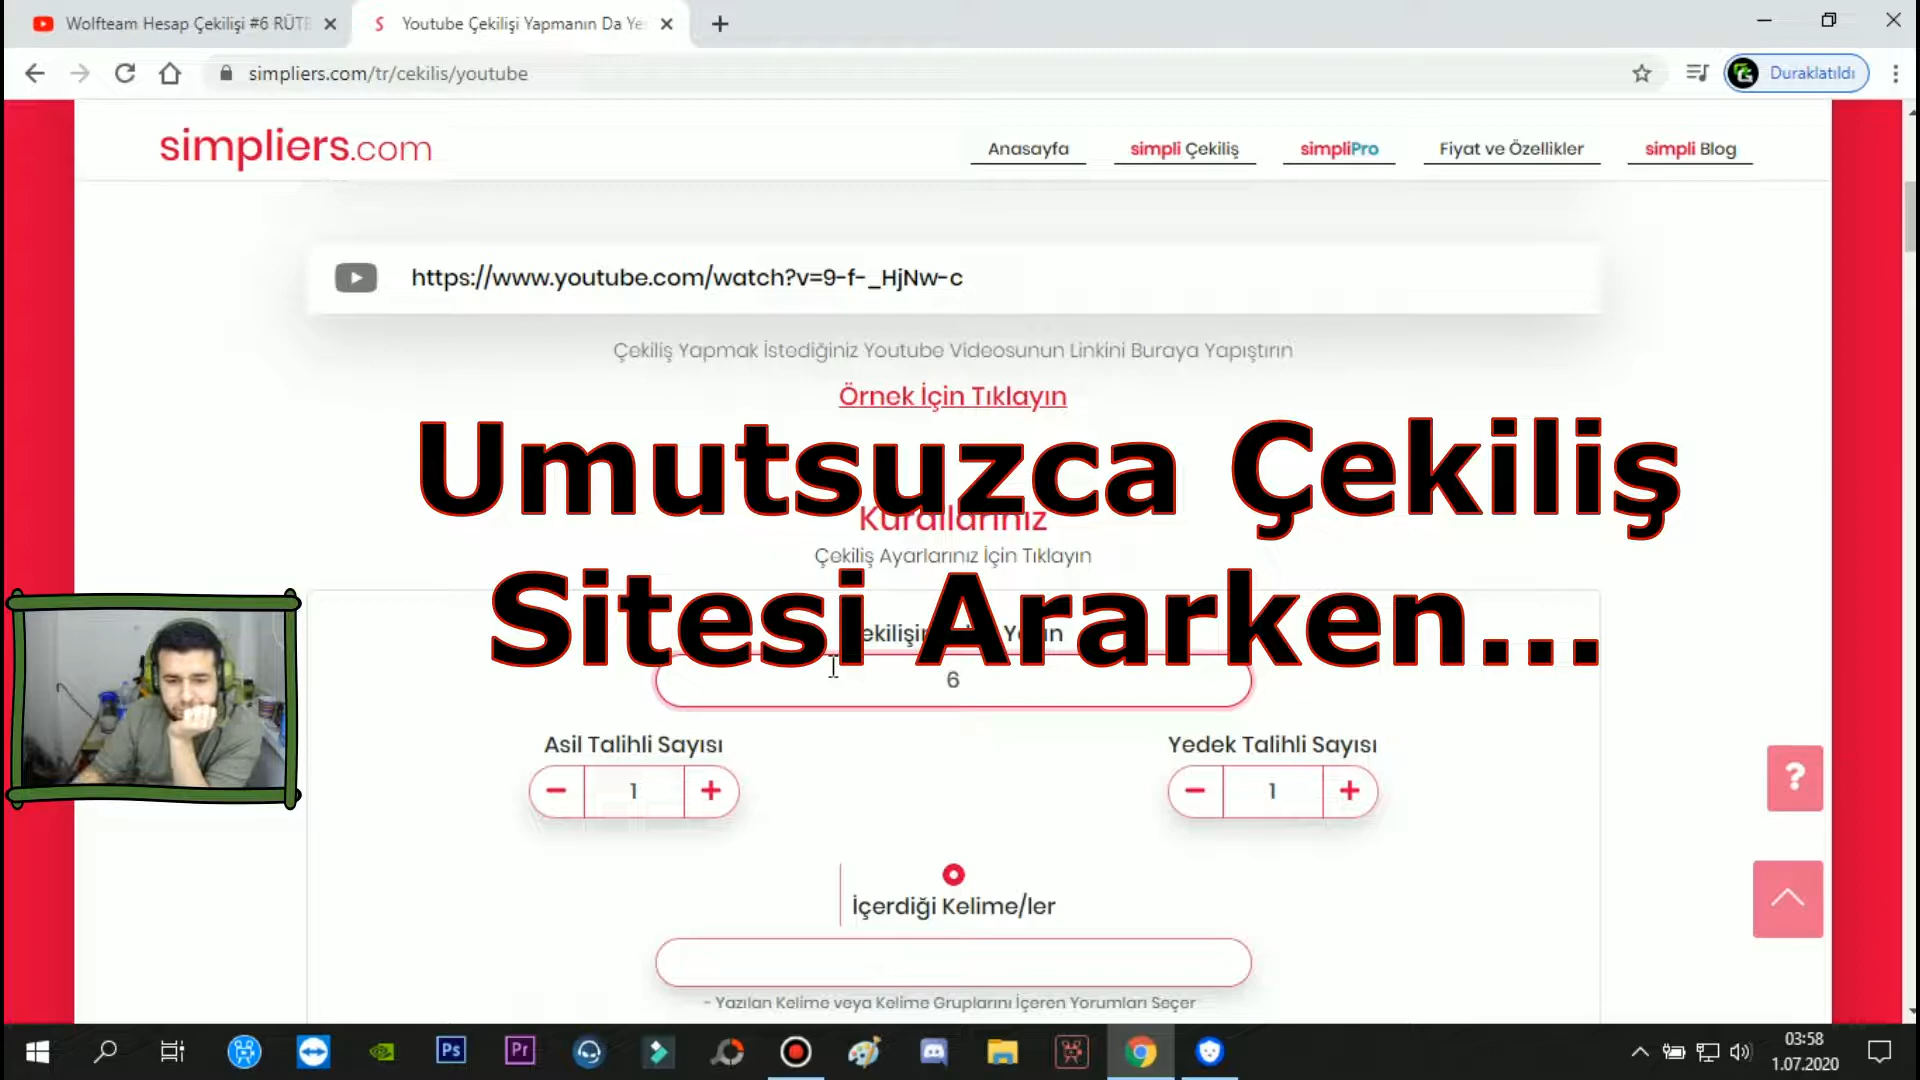 Wolfteam Hesap Çekilişi #6 RÜTB
Youtube Çekilişi Yapmanın Da Ye
simpliers.com/tr/cekilis/youtube
Duraklatıldı
simpliers.com
Anasayfa
simpli Çekiliş
simpliPro
Fiyat ve Özellikler
simpli Blog
https://www.youtube.com/watch?v=9-f-_HjNw-c
Çekiliş Yapmak İstediğiniz Youtube Videosunun Linkini Buraya Yapıştırın
Örnek İçin Tıklayın
Umutsuzca Çekiliş
Kurallarınız
Çekiliş Ayarlarınız İçin Tıklayın
Sitesi Ararken...
6
Asil Talihli Sayısı
Yedek Talihli Sayısı
1
1
İçerdiği Kelime/ler
- Yazılan Kelime veya Kelime Gruplarını İçeren Yorumları Seçer
Ps
Pr
03:58
1.07.2020